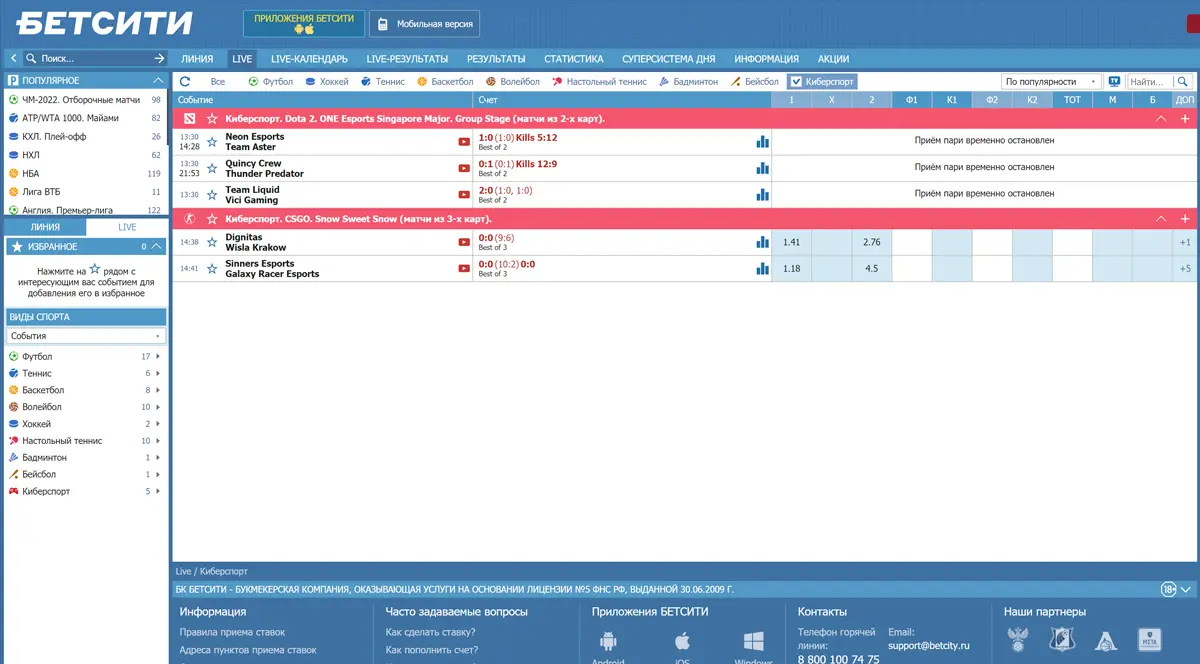 БЕТСИТИ
ПРИЛОЖЕНИЯ БЕТСИТИ
Мобильная версия
Поиск...
ЛИНИЯ LIVE LIVE-КАЛЕНДАРЬ LIVE-РЕЗУЛЬТАТЫ РЕЗУЛЬТАТЫ СТАТИСТИКА СУПЕРСИСТЕМА ДНЯ ИНФОРМАЦИЯ АКЦИИ
ПОПУЛЯРНОЕ
ЧМ-2022. Отборочные матчи 98
ATP/WTA 1000. Майами 82
КХЛ. Плей-офф 26
НХЛ 62
НБА 119
Лига ВТБ 11
Англия. Премьер-лига 122
ЛИНИЯ LIVE
ИЗБРАННОЕ 0
Нажмите на рядом с
интересующим вас событием для
добавления его в избранное
ВИДЫ СПОРТА
События
Футбол 17
Теннис 6
Баскетбол 8
Волейбол 10
Хоккей 2
Настольный теннис 10
Бадминтон 1
Бейсбол 1
Киберспорт 5
Все Футбол Хоккей Теннис Баскетбол Волейбол Настольный теннис Бадминтон Бейсбол Киберспорт По популярности TV Найти...
Событие Счет 1 X 2 Ф1 К1 Ф2 К2 ТОТ М Б ДОП
Киберспорт. Dota 2. ONE Esports Singapore Major. Group Stage (матчи из 2-х карт).
13:30 Neon Esports 1:0 (1:0) Kills 5:12 Приём пари временно остановлен
14:28 Team Aster Best of 2
13:30 Quincy Crew 0:1 (0:1) Kills 12:9 Приём пари временно остановлен
21:53 Thunder Predator Best of 2
13:30 Team Liquid 2:0 (1:0, 1:0) Приём пари временно остановлен
Vici Gaming Best of 2
Киберспорт. CSGO. Snow Sweet Snow (матчи из 3-х карт).
14:38 Dignitas 0:0 (9:6) 1.41 2.76 +1
Wisla Krakow Best of 3
14:41 Sinners Esports 0:0 (10:2) 0:0 1.18 4.5 +5
Galaxy Racer Esports Best of 3
Live / Киберспорт
БК БЕТСИТИ - БУКМЕКЕРСКАЯ КОМПАНИЯ, ОКАЗЫВАЮЩАЯ УСЛУГИ НА ОСНОВАНИИ ЛИЦЕНЗИИ №5 ФНС РФ, ВЫДАННОЙ 30.06.2009 Г. 18+
Информация
Правила приема ставок
Адреса пунктов приема ставок
Часто задаваемые вопросы
Как сделать ставку?
Как пополнить счет?
Приложения БЕТСИТИ
Android iOS Windows
Контакты
Телефон горячей
линии:
8 800 100 74 75
Email:
support@betcity.ru
Наши партнеры